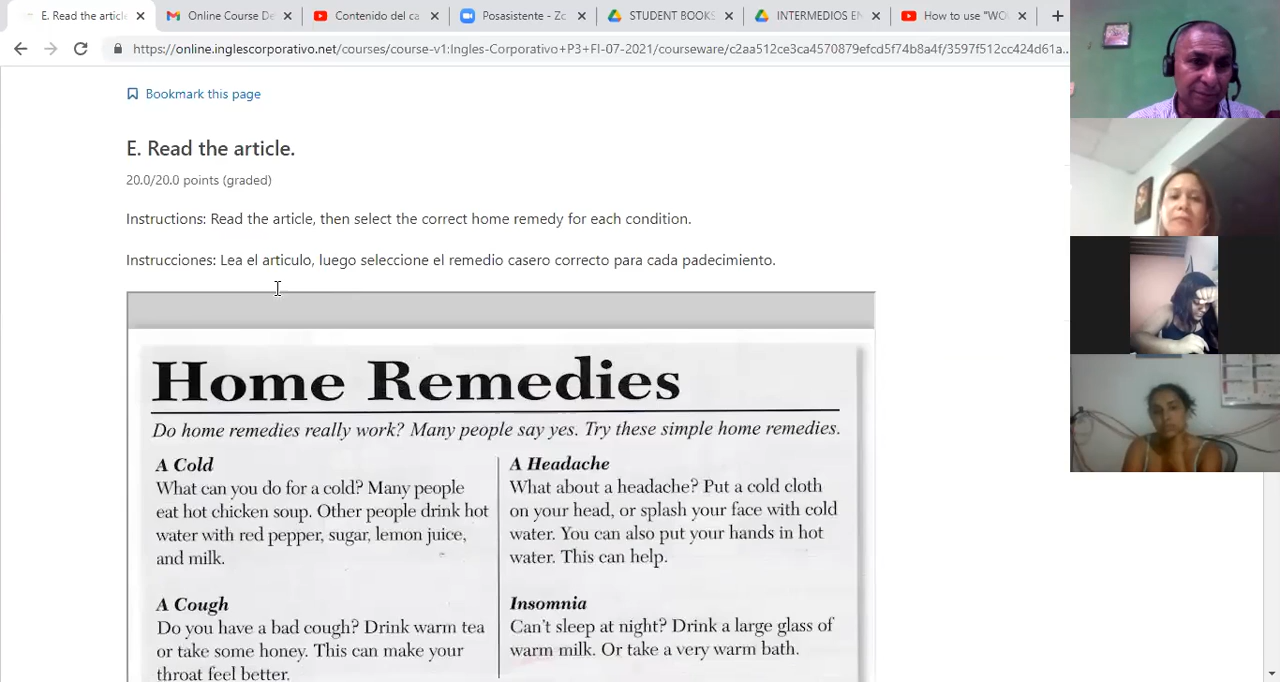 E. Read the article
Online Course De
Contenido del ca
Posasistente - Zc
STUDENT BOOKS
INTERMEDIOS EN
How to use "WO
https://online.inglescorporativo.net/courses/course-v1:Ingles-Corporativo+P3+FI-07-2021/courseware/c2aa512ce3ca4570879efcd5f74b8a4f/3597f512cc424d61a...
Bookmark this page
E. Read the article.
20.0/20.0 points (graded)
Instructions: Read the article, then select the correct home remedy for each condition.
Instrucciones: Lea el articulo, luego seleccione el remedio casero correcto para cada padecimiento.
Home Remedies
Do home remedies really work? Many people say yes. Try these simple home remedies.
A Cold
What can you do for a cold? Many people
eat hot chicken soup. Other people drink hot
water with red pepper, sugar, lemon juice,
and milk.
A Cough
Do you have a bad cough? Drink warm tea
or take some honey. This can make your
throat feel better.
A Headache
What about a headache? Put a cold cloth
on your head, or splash your face with cold
water. You can also put your hands in hot
water. This can help.
Insomnia
Can't sleep at night? Drink a large glass of
warm milk. Or take a very warm bath.